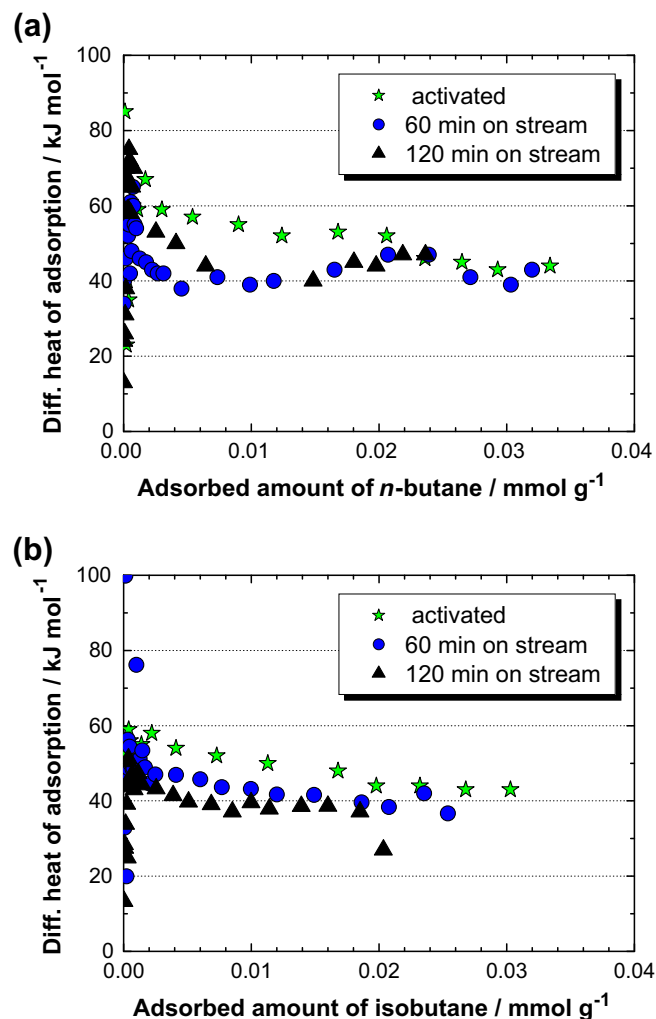 (a)
100
80
60
40
20
0
Diff. heat of adsorption / kJ mol⁻¹
activated
60 min on stream
120 min on stream
0.00 0.01 0.02 0.03 0.04
Adsorbed amount of n-butane / mmol g⁻¹
(b)
100
80
60
40
20
0
Diff. heat of adsorption / kJ mol⁻¹
activated
60 min on stream
120 min on stream
0.00 0.01 0.02 0.03 0.04
Adsorbed amount of isobutane / mmol g⁻¹